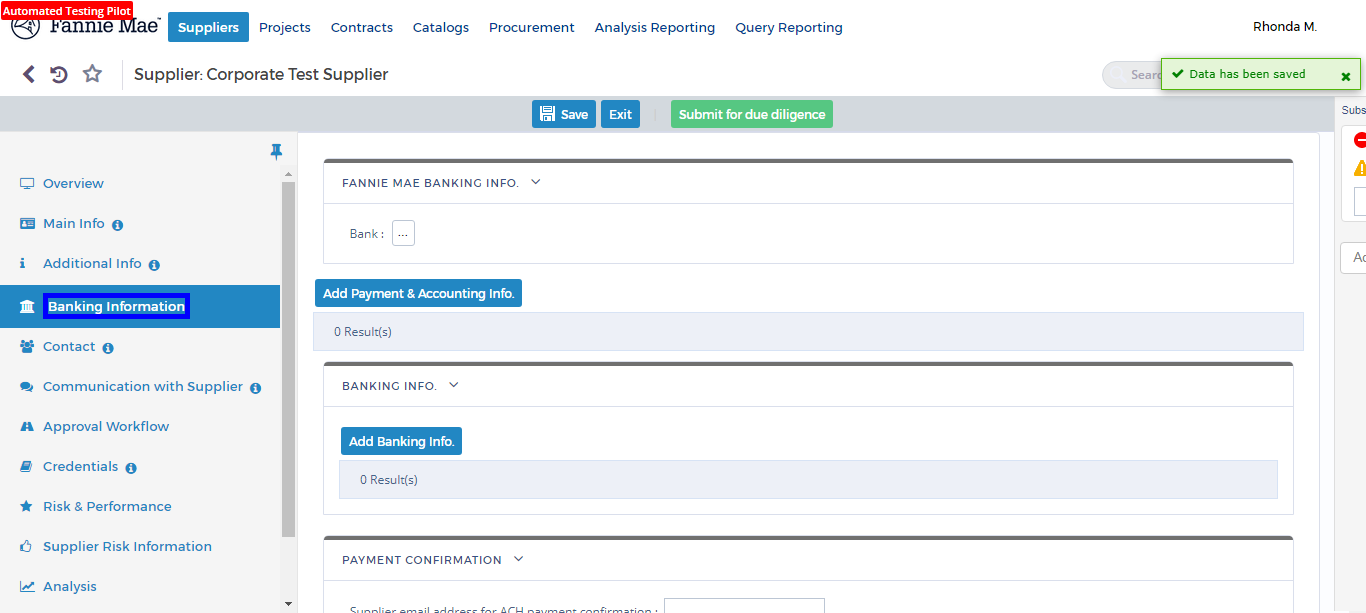 Automated Testing Pilot
Fannie Mae
Suppliers
Projects
Contracts
Catalogs
Procurement
Analysis Reporting
Query Reporting
Rhonda M.
Supplier: Corporate Test Supplier
Data has been saved
Save
Exit
Submit for due diligence
Overview
Main Info
Additional Info
Banking Information
Contact
Communication with Supplier
Approval Workflow
Credentials
Risk & Performance
Supplier Risk Information
Analysis
FANNIE MAE BANKING INFO.
Bank :
...
Add Payment & Accounting Info.
0 Result(s)
BANKING INFO.
Add Banking Info.
0 Result(s)
PAYMENT CONFIRMATION
Supplier email address for ACH payment confirmation :